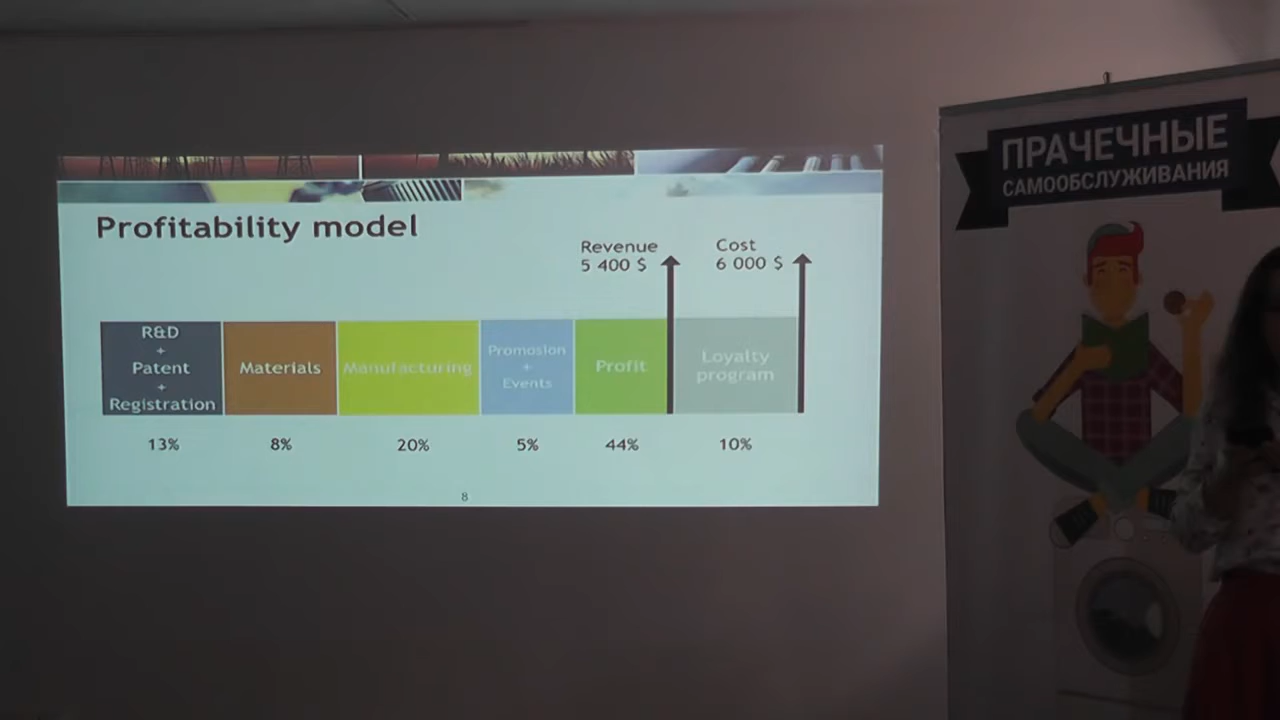 Profitability model
Revenue
5 400 $
Cost
6 000 $
R&D
+
Patent
+
Registration
Materials
Manufacturing
Promosion
+
Events
Profit
Loyalty
program
13%
8%
20%
5%
44%
10%
8
ПРАЧЕЧНЫЕ
САМООБСЛУЖИВАНИЯ